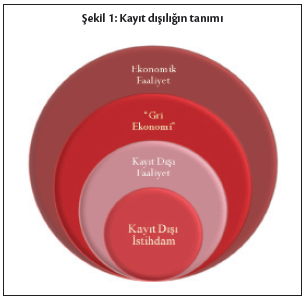 Şekil 1: Kayıt dışılığın tanımı
Ekonomik
Faaliyet
"Gri
Ekonomi"
Kayıt Dışı
Faaliyet
Kayıt Dışı
İstihdam